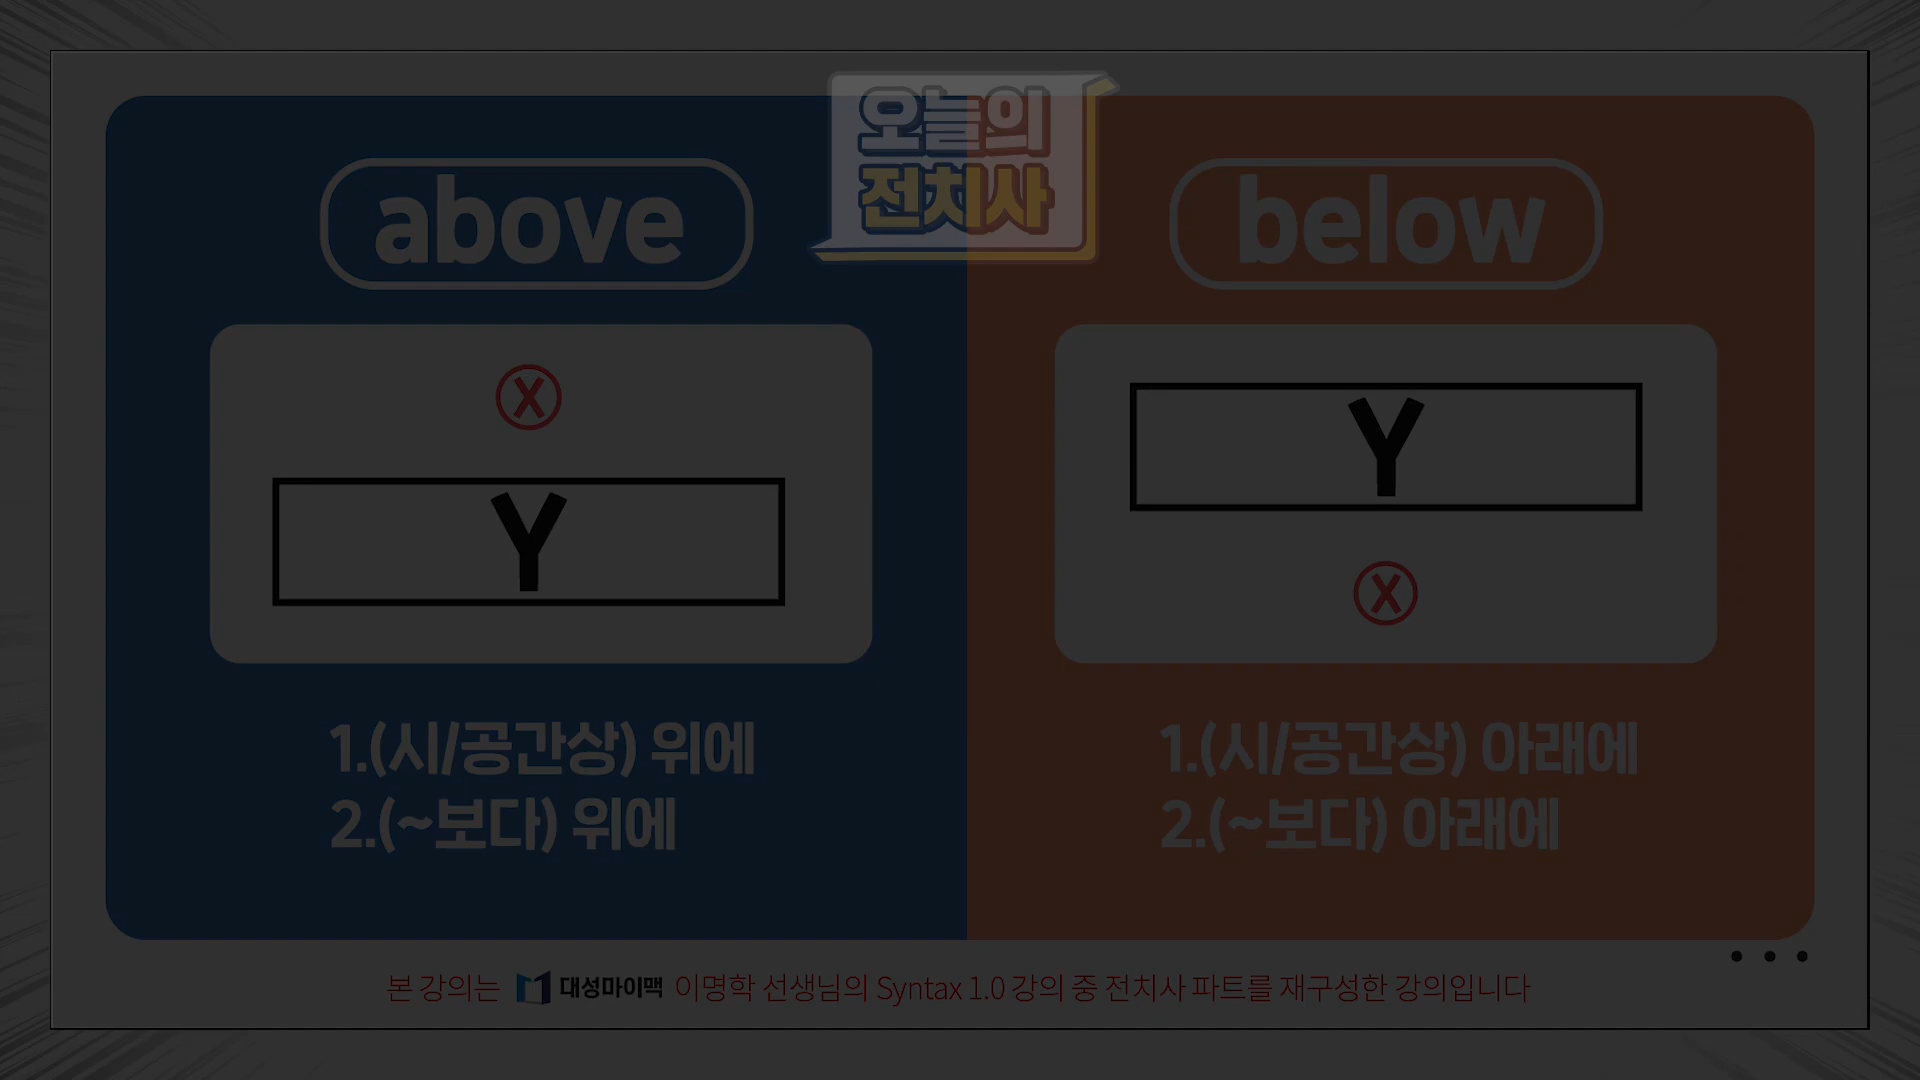 오늘의
전치사
above
X
Y
1.(시/공간상) 위에
2.(~보다) 위에
below
Y
X
1.(시/공간상) 아래에
2.(~보다) 아래에
본 강의는 대성마이맥 이명학 선생님의 Syntax 1.0 강의 중 전치사 파트를 재구성한 강의입니다